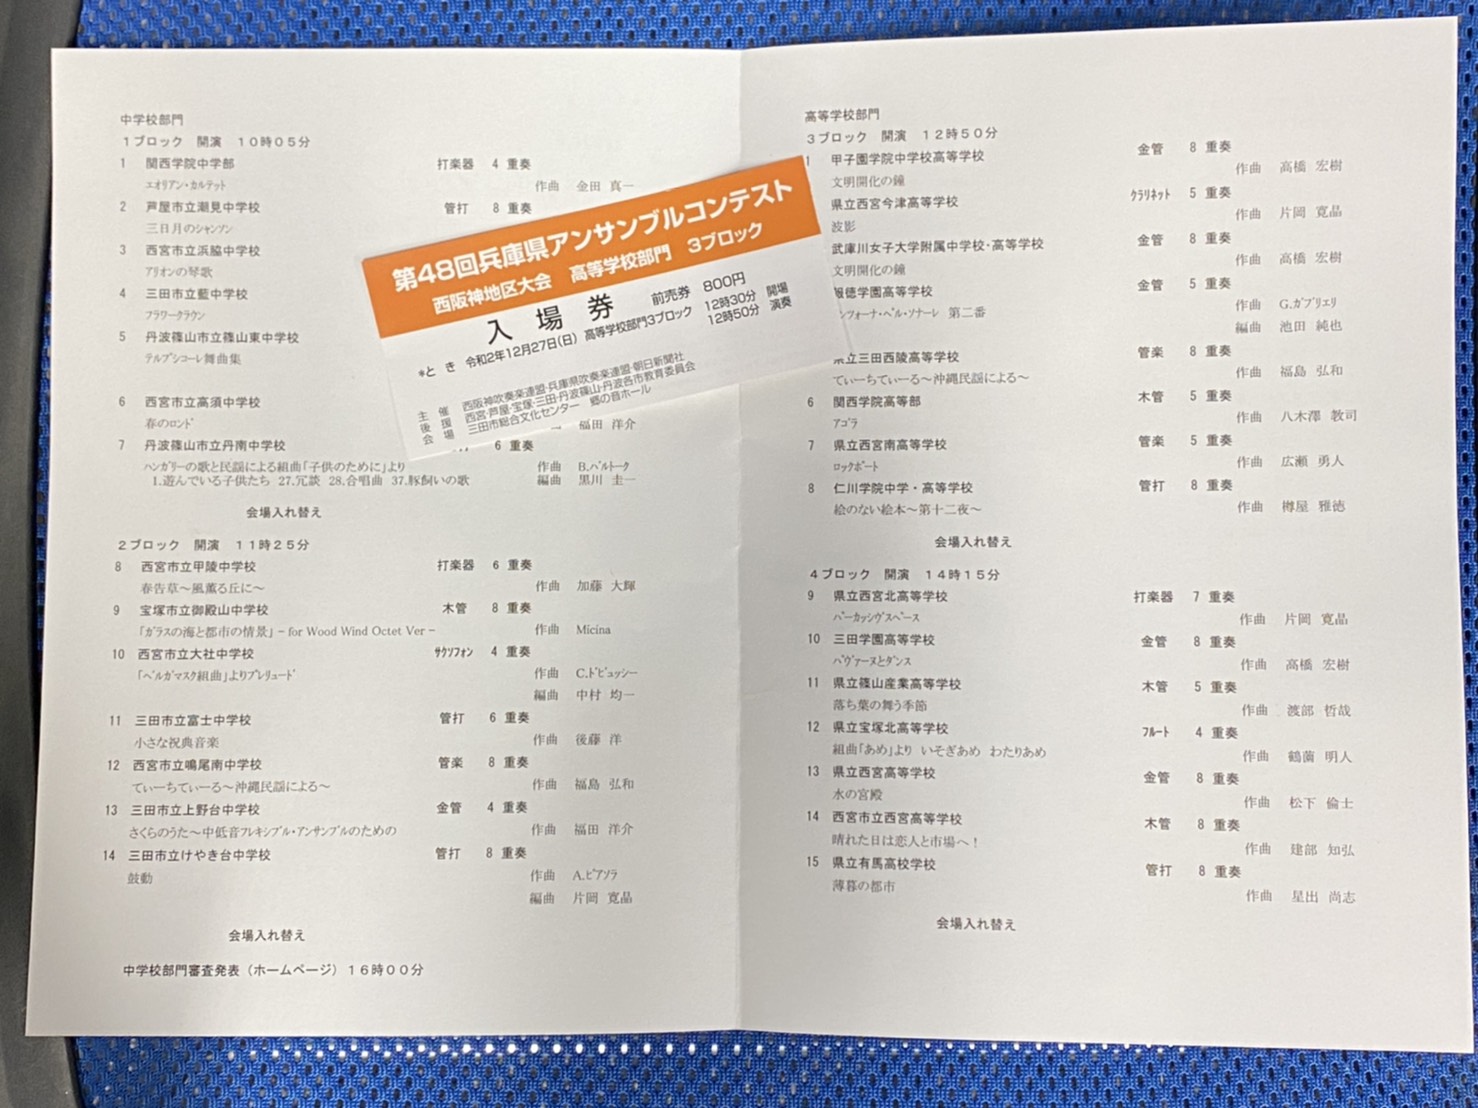 中学校部門
1ブロック 開演 10時05分
1 関西学院中学部 打楽器 4 重奏
エオリアン・カルテット 作曲 金田 真一
2 芦屋市立潮見中学校 管打 8 重奏
三日月のシャンソン
3 西宮市立浜脇中学校
アリオンの琴歌
4 三田市立藍中学校
フラワークラウン
5 丹波篠山市立篠山東中学校
テルプシコーレ舞曲集
6 西宮市立高須中学校
春のロンド 福田 洋介
7 丹波篠山市立丹南中学校 6 重奏
ハンガリーの歌と民謡による組曲「子供のために」より 作曲 B.バルトーク
1.遊んでいる子供たち 27.冗談 28.合唱曲 37.豚飼いの歌 編曲 黒川 圭一
会場入れ替え
2ブロック 開演 11時25分
8 西宮市立甲陵中学校 打楽器 6 重奏
春告草～風薫る丘に～ 作曲 加藤 大輝
9 宝塚市立御殿山中学校 木管 8 重奏
「ガラスの海と都市の情景」－for Wood Wind Octet Ver－ 作曲 Micina
10 西宮市立大社中学校 サクソフォン 4 重奏
「ベルガマスク組曲」よりプレリュード 作曲 C.ドビュッシー
編曲 中村 均一
11 三田市立富士中学校 管打 6 重奏
小さな祝典音楽 作曲 後藤 洋
12 西宮市立鳴尾南中学校 管楽 8 重奏
てぃーちてぃーる～沖縄民謡による～ 作曲 福島 弘和
13 三田市立上野台中学校 金管 4 重奏
さくらのうた～中低音フレキシブル・アンサンブルのための 作曲 福田 洋介
14 三田市立けやき台中学校 管打 8 重奏
鼓動 作曲 A.ピアソラ
編曲 片岡 寛晶
会場入れ替え
中学校部門審査発表（ホームページ）16時00分
第48回兵庫県アンサンブルコンテスト
西阪神地区大会 高等学校部門 3ブロック
入場券 前売券 800円
*とき 令和2年12月27日(日) 高等学校部門3ブロック 12時30分 開場
12時50分 演奏
主催 西阪神吹奏楽連盟・兵庫県吹奏楽連盟・朝日新聞社
後援 西宮・芦屋・宝塚・三田・丹波篠山・丹波各市教育委員会
会場 三田市総合文化センター 郷の音ホール
高等学校部門
3ブロック 開演 12時50分
1 甲子園学院中学校高等学校 金管 8 重奏
文明開化の鐘 作曲 高橋 宏樹
県立西宮今津高等学校 クラリネット 5 重奏
波影 作曲 片岡 寛晶
武庫川女子大学附属中学校・高等学校 金管 8 重奏
文明開化の鐘 作曲 高橋 宏樹
報徳学園高等学校 金管 5 重奏
ンフォーナ・ペル・ソナーレ 第二番 作曲 G.ガブリエリ
編曲 池田 純也
県立三田西陵高等学校 管楽 8 重奏
てぃーちてぃーる～沖縄民謡による～ 作曲 福島 弘和
6 関西学院高等部 木管 5 重奏
アゴラ 作曲 八木澤 教司
7 県立西宮南高等学校 管楽 5 重奏
ロックポート 作曲 広瀬 勇人
8 仁川学院中学・高等学校 管打 8 重奏
絵のない絵本～第十二夜～ 作曲 樽屋 雅徳
会場入れ替え
4ブロック 開演 14時15分
9 県立西宮北高等学校 打楽器 7 重奏
パーカッシヴスペース 作曲 片岡 寛晶
10 三田学園高等学校 金管 8 重奏
パヴァーヌとダンス 作曲 高橋 宏樹
11 県立篠山産業高等学校 木管 5 重奏
落ち葉の舞う季節 作曲 渡部 哲哉
12 県立宝塚北高等学校 フルート 4 重奏
組曲「あめ」より いそぎあめ わたりあめ 作曲 鶴薗 明人
13 県立西宮高等学校 金管 8 重奏
水の宮殿 作曲 松下 倫士
14 西宮市立西宮高等学校 木管 8 重奏
晴れた日は恋人と市場へ！ 作曲 建部 知弘
15 県立有馬高校学校 管打 8 重奏
薄暮の都市 作曲 星出 尚志
会場入れ替え